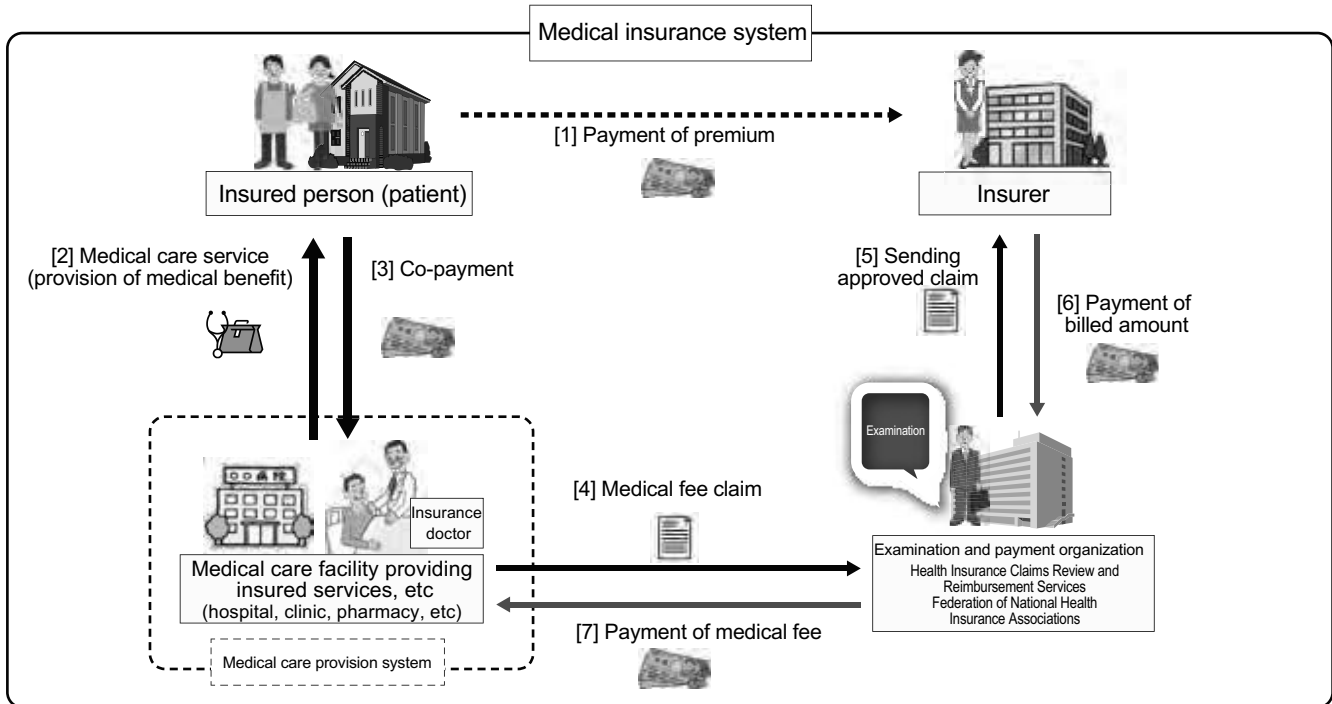 Medical insurance system
[1] Payment of premium
Insured person (patient)
Insurer
[2] Medical care service
(provision of medical benefit)
[3] Co-payment
[5] Sending
approved claim
[6] Payment of
billed amount
Examination
[4] Medical fee claim
病院
Insurance
doctor
Medical care facility providing
insured services, etc
(hospital, clinic, pharmacy, etc)
Examination and payment organization
Health Insurance Claims Review and
Reimbursement Services
Federation of National Health
Insurance Associations
[7] Payment of medical fee
Medical care provision system